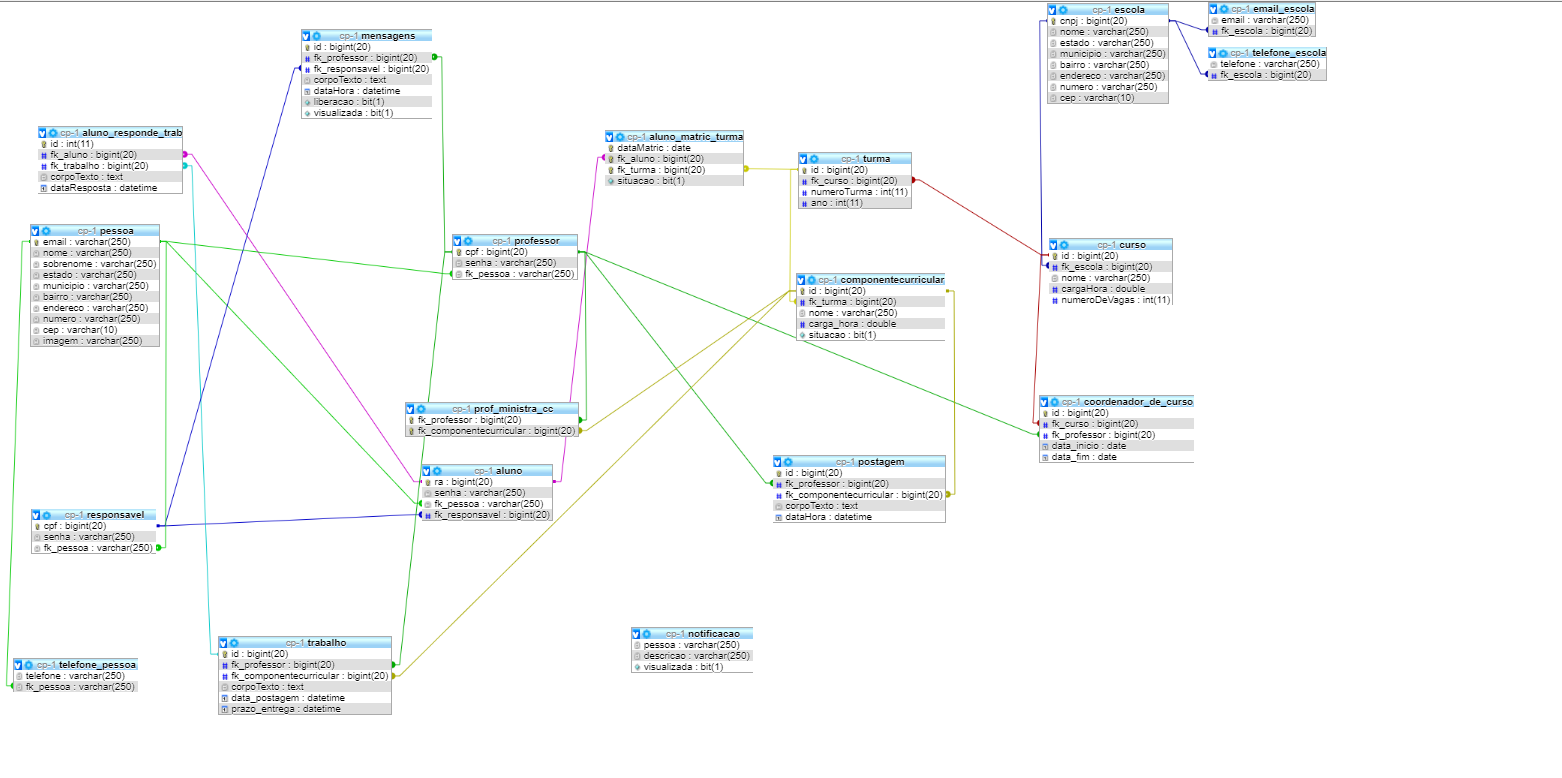 cp-1 mensagens
id : bigint(20)
fk_professor : bigint(20)
fk_responsavel : bigint(20)
corpoTexto : text
dataHora : datetime
liberacao : bit(1)
visualizada : bit(1)
cp-1 escola
cnpj : bigint(20)
nome : varchar(250)
estado : varchar(250)
municipio : varchar(250)
bairro : varchar(250)
endereco : varchar(250)
numero : varchar(250)
cep : varchar(10)
cp-1 email_escola
email : varchar(250)
fk_escola : bigint(20)
cp-1 telefone_escola
telefone : varchar(250)
fk_escola : bigint(20)
cp-1 aluno_responde_trab
id : int(11)
fk_aluno : bigint(20)
fk_trabalho : bigint(20)
corpoTexto : text
dataResposta : datetime
cp-1 aluno_matric_turma
dataMatric : date
fk_aluno : bigint(20)
fk_turma : bigint(20)
situacao : bit(1)
cp-1 turma
id : bigint(20)
fk_curso : bigint(20)
numeroTurma : int(11)
ano : int(11)
cp-1 pessoa
email : varchar(250)
nome : varchar(250)
sobrenome : varchar(250)
estado : varchar(250)
municipio : varchar(250)
bairro : varchar(250)
endereco : varchar(250)
numero : varchar(250)
cep : varchar(10)
imagem : varchar(250)
cp-1 professor
cpf : bigint(20)
senha : varchar(250)
fk_pessoa : varchar(250)
cp-1 componentecurricular
id : bigint(20)
fk_turma : bigint(20)
nome : varchar(250)
carga_hora : double
situacao : bit(1)
cp-1 curso
id : bigint(20)
fk_escola : bigint(20)
nome : varchar(250)
cargaHora : double
numeroDeVagas : int(11)
cp-1 prof_ministra_cc
fk_professor : bigint(20)
fk_componentecurricular : bigint(20)
cp-1 coordenador_de_curso
id : bigint(20)
fk_curso : bigint(20)
fk_professor : bigint(20)
data_inicio : date
data_fim : date
cp-1 aluno
ra : bigint(20)
senha : varchar(250)
fk_pessoa : varchar(250)
fk_responsavel : bigint(20)
cp-1 postagem
id : bigint(20)
fk_professor : bigint(20)
fk_componentecurricular : bigint(20)
corpoTexto : text
dataHora : datetime
cp-1 responsavel
cpf : bigint(20)
senha : varchar(250)
fk_pessoa : varchar(250)
cp-1 trabalho
id : bigint(20)
fk_professor : bigint(20)
fk_componentecurricular : bigint(20)
corpoTexto : text
data_postagem : datetime
prazo_entrega : datetime
cp-1 notificacao
pessoa : varchar(250)
descricao : varchar(250)
visualizada : bit(1)
cp-1 telefone_pessoa
telefone : varchar(250)
fk_pessoa : varchar(250)